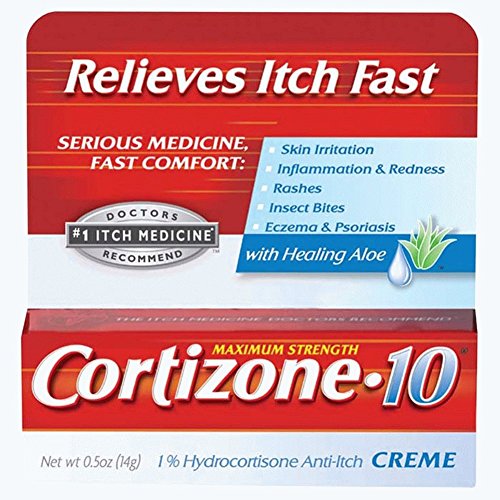 Relieves Itch Fast
SERIOUS MEDICINE,
FAST COMFORT:
Skin Irritation
Inflammation & Redness
Rashes
Insect Bites
Eczema & Psoriasis
DOCTORS
#1 ITCH MEDICINE*
RECOMMEND
™
with Healing Aloe
THE ITCH MEDICINE DOCTORS RECOMMEND
MAXIMUM STRENGTH
Cortizone•10®
Net wt 0.5oz (14g)
1% Hydrocortisone Anti-Itch CREME